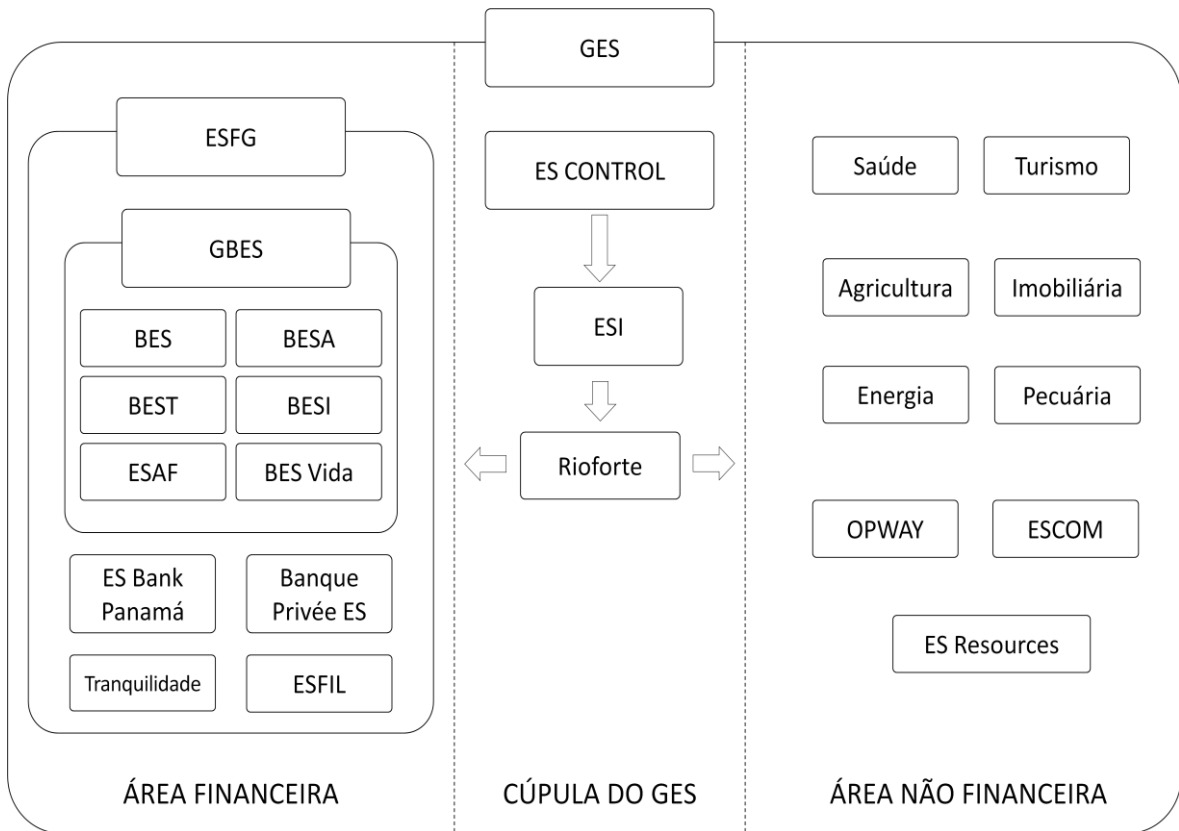 GES
ESFG
ES CONTROL
Saúde
Turismo
GBES
Agricultura
Imobiliária
ESI
BES
BESA
BEST
BESI
Energia
Pecuária
ESAF
BES Vida
Rioforte
OPWAY
ESCOM
ES Bank
Panamá
Banque
Privée ES
ES Resources
Tranquilidade
ESFIL
ÁREA FINANCEIRA
CÚPULA DO GES
ÁREA NÃO FINANCEIRA